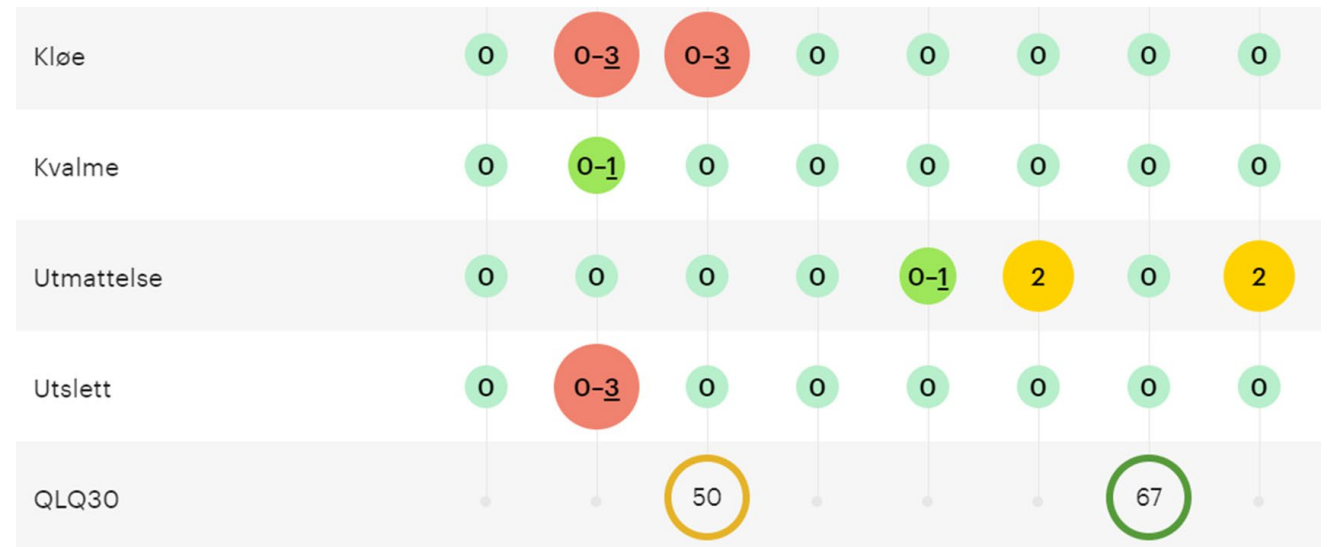 Kløe 0 0–3 0–3 0 0 0 0 0
Kvalme 0 0–1 0 0 0 0 0 0
Utmattelse 0 0 0 0 0–1 2 0 2
Utslett 0 0–3 0 0 0 0 0 0
QLQ30 50 67